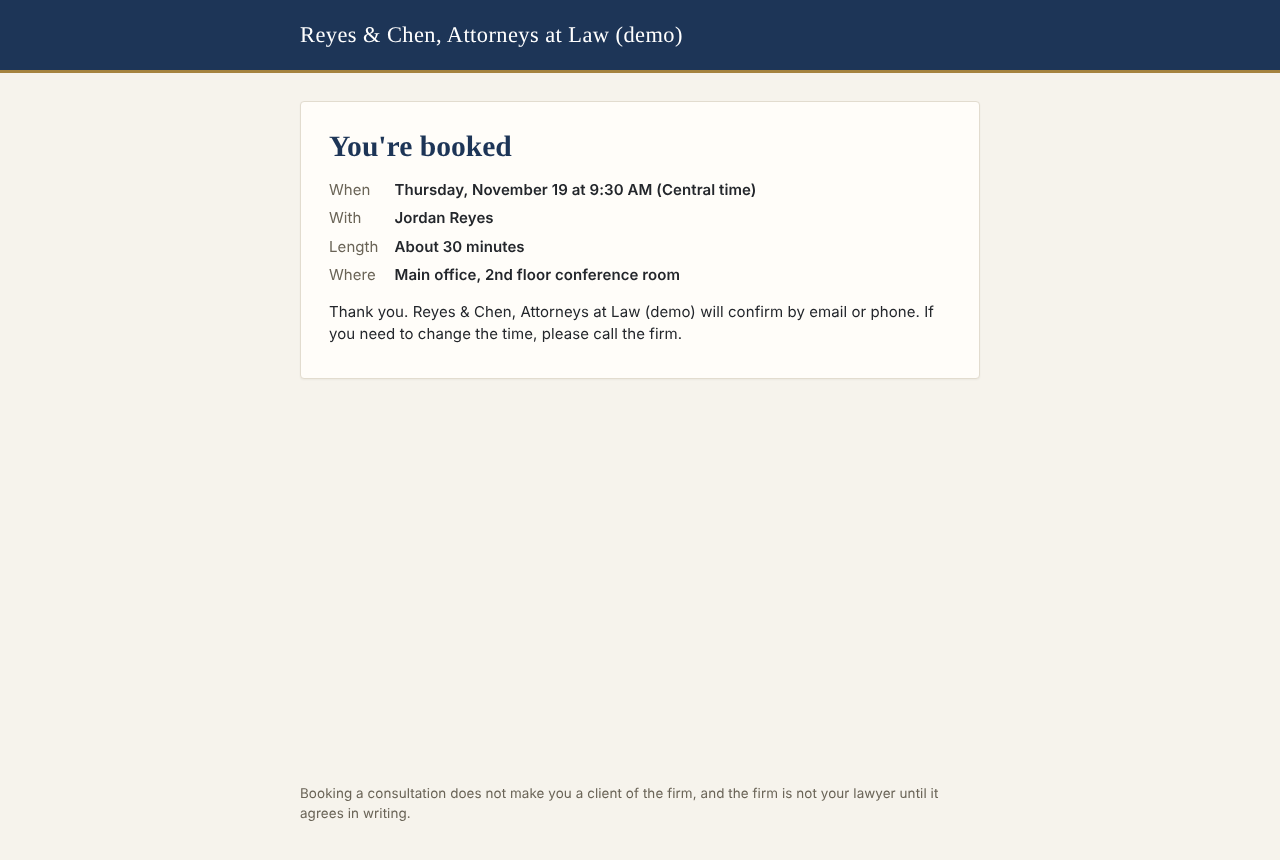 Reyes & Chen, Attorneys at Law (demo)
You're booked
When Thursday, November 19 at 9:30 AM (Central time)
With Jordan Reyes
Length About 30 minutes
Where Main office, 2nd floor conference room
Thank you. Reyes & Chen, Attorneys at Law (demo) will confirm by email or phone. If
you need to change the time, please call the firm.
Booking a consultation does not make you a client of the firm, and the firm is not your lawyer until it
agrees in writing.